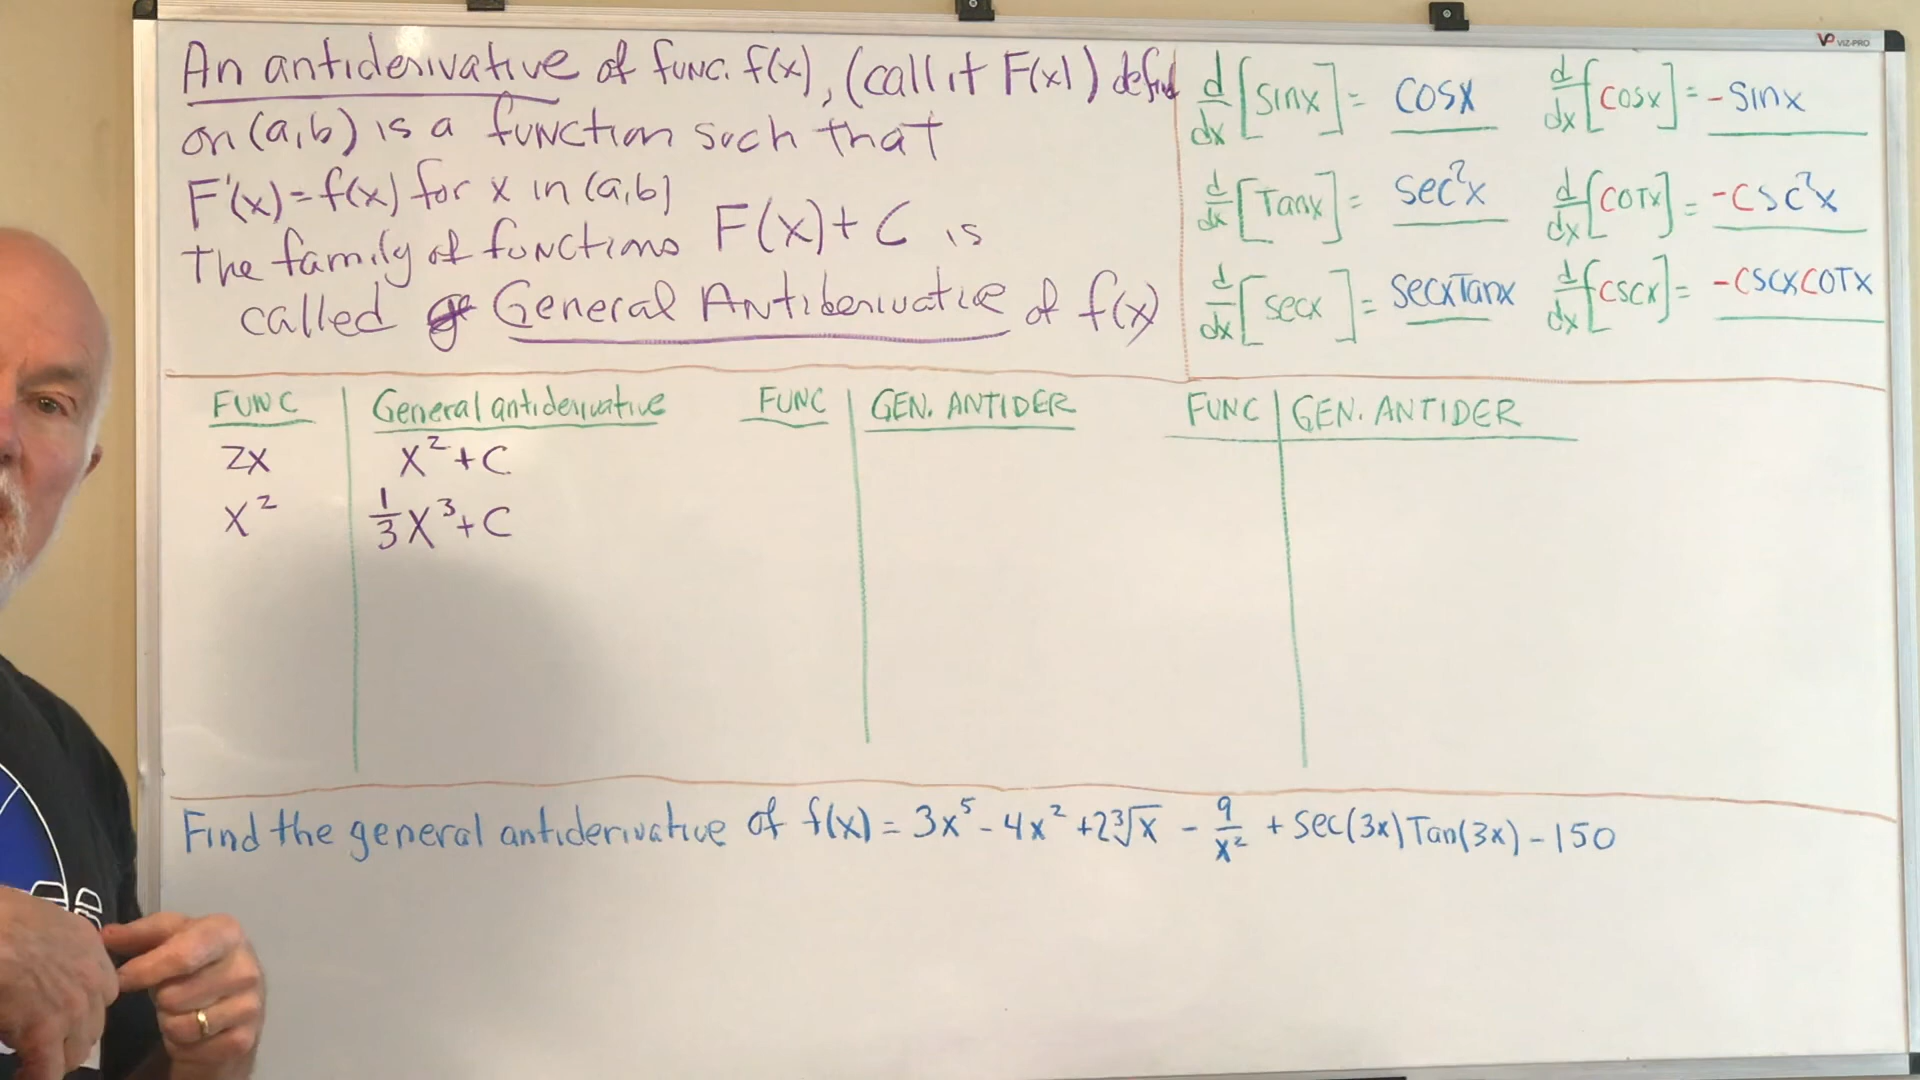 An antiderivative of func. f(x), (call it F(x))
on (a,b) is a function such that
F'(x) = f(x) for x in (a,b)
The family of functions F(x) + C is
called General Antiderivative of f(x)
d/dx [sinx] = cosx d/dx [cosx] = -sinx
d/dx [Tanx] = sec²x d/dx [cotx] = -csc²x
d/dx [secx] = secxTanx d/dx [cscx] = -cscxcotx
FUNC General antiderivative
2x x² + C
x² 1/3 x³ + C
FUNC GEN. ANTIDER
FUNC GEN. ANTIDER
Find the general antiderivative of f(x) = 3x⁵ - 4x² + 2∛x - 9/x² + sec(3x)Tan(3x) - 150
VIZ-PRO